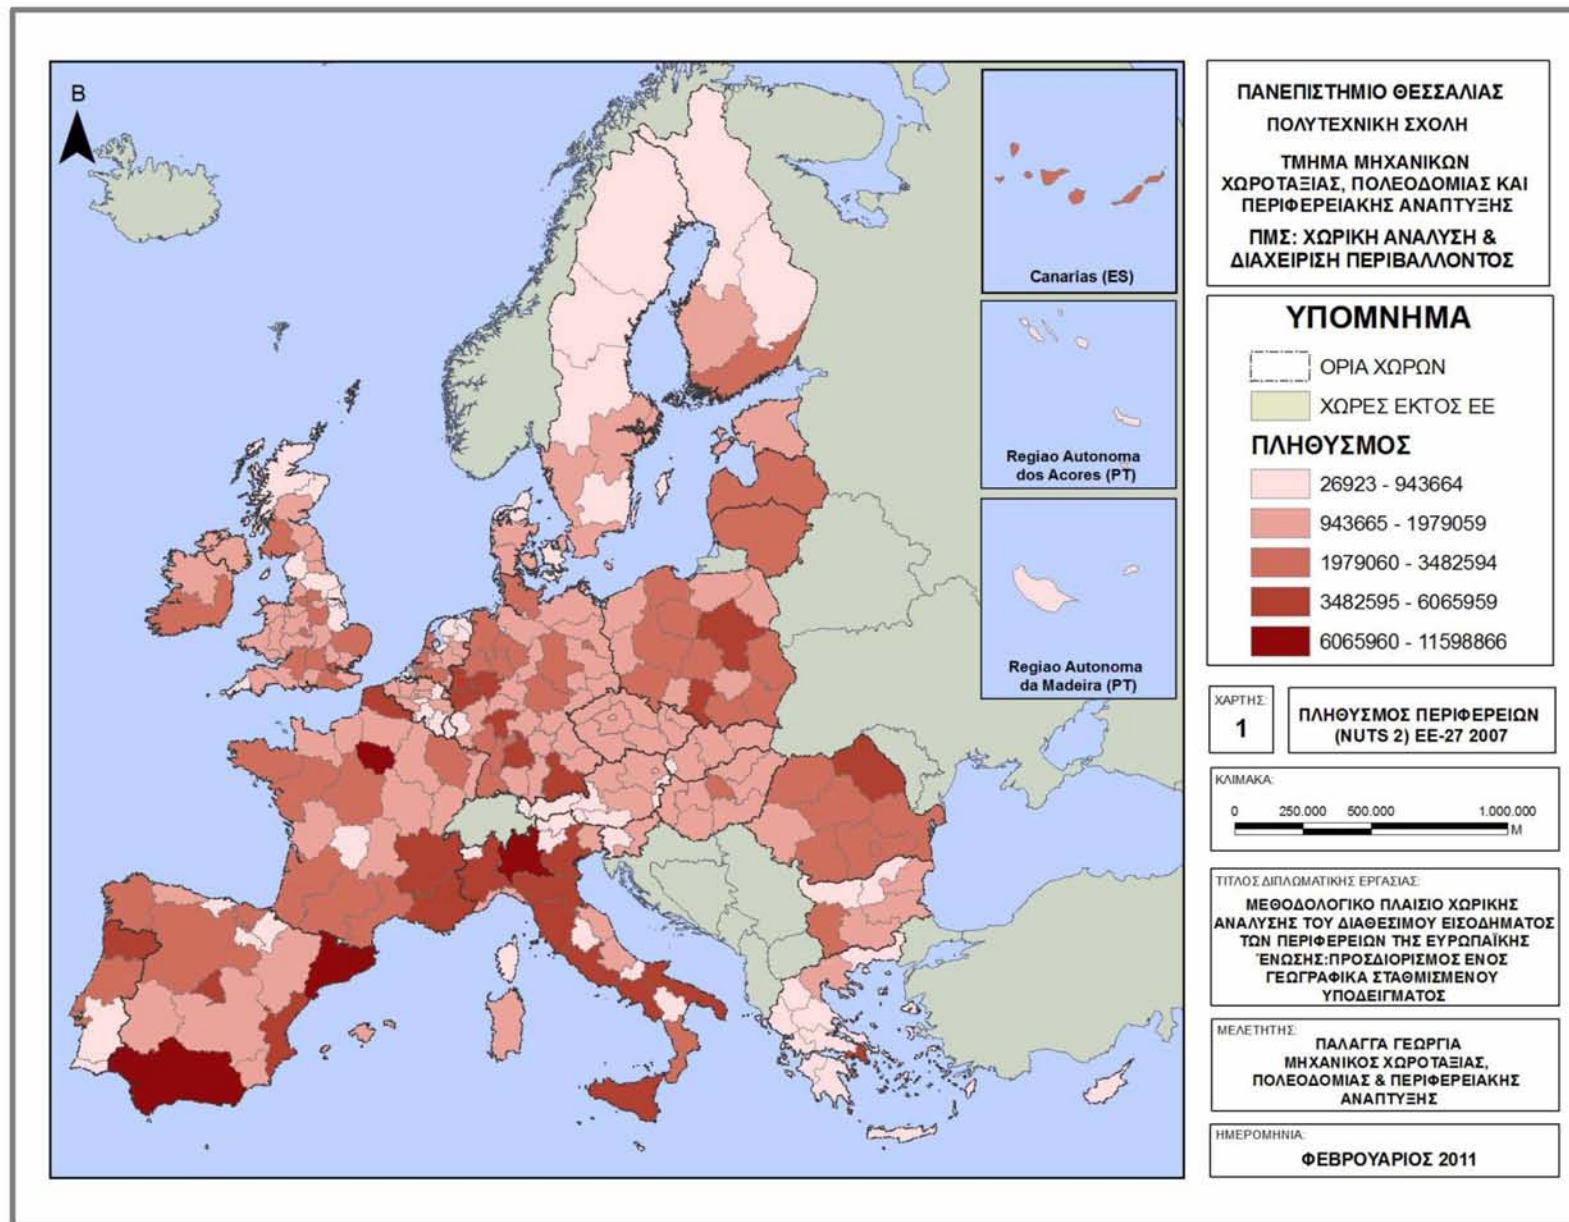 Β
Canarias (ES)
Regiao Autonoma
dos Acores (PT)
Regiao Autonoma
da Madeira (PT)
ΠΑΝΕΠΙΣΤΗΜΙΟ ΘΕΣΣΑΛΙΑΣ
ΠΟΛΥΤΕΧΝΙΚΗ ΣΧΟΛΗ
ΤΜΗΜΑ ΜΗΧΑΝΙΚΩΝ
ΧΩΡΟΤΑΞΙΑΣ, ΠΟΛΕΟΔΟΜΙΑΣ ΚΑΙ
ΠΕΡΙΦΕΡΕΙΑΚΗΣ ΑΝΑΠΤΥΞΗΣ
ΠΜΣ: ΧΩΡΙΚΗ ΑΝΑΛΥΣΗ &
ΔΙΑΧΕΙΡΙΣΗ ΠΕΡΙΒΑΛΛΟΝΤΟΣ
ΥΠΟΜΝΗΜΑ
ΟΡΙΑ ΧΩΡΩΝ
ΧΩΡΕΣ ΕΚΤΟΣ ΕΕ
ΠΛΗΘΥΣΜΟΣ
26923 - 943664
943665 - 1979059
1979060 - 3482594
3482595 - 6065959
6065960 - 11598866
ΧΑΡΤΗΣ:
1
ΠΛΗΘΥΣΜΟΣ ΠΕΡΙΦΕΡΕΙΩΝ
(NUTS 2) ΕΕ-27 2007
ΚΛΙΜΑΚΑ:
0 250.000 500.000 1.000.000
Μ
ΤΙΤΛΟΣ ΔΙΠΛΩΜΑΤΙΚΗΣ ΕΡΓΑΣΙΑΣ:
ΜΕΘΟΔΟΛΟΓΙΚΟ ΠΛΑΙΣΙΟ ΧΩΡΙΚΗΣ
ΑΝΑΛΥΣΗΣ ΤΟΥ ΔΙΑΘΕΣΙΜΟΥ ΕΙΣΟΔΗΜΑΤΟΣ
ΤΩΝ ΠΕΡΙΦΕΡΕΙΩΝ ΤΗΣ ΕΥΡΩΠΑΪΚΗΣ
ΈΝΩΣΗΣ:ΠΡΟΣΔΙΟΡΙΣΜΟΣ ΕΝΟΣ
ΓΕΩΓΡΑΦΙΚΑ ΣΤΑΘΜΙΣΜΕΝΟΥ
ΥΠΟΔΕΙΓΜΑΤΟΣ
ΜΕΛΕΤΗΤΗΣ:
ΠΑΛΑΓΓΑ ΓΕΩΡΓΙΑ
ΜΗΧΑΝΙΚΟΣ ΧΩΡΟΤΑΞΙΑΣ,
ΠΟΛΕΟΔΟΜΙΑΣ & ΠΕΡΙΦΕΡΕΙΑΚΗΣ
ΑΝΑΠΤΥΞΗΣ
ΗΜΕΡΟΜΗΝΙΑ:
ΦΕΒΡΟΥΑΡΙΟΣ 2011